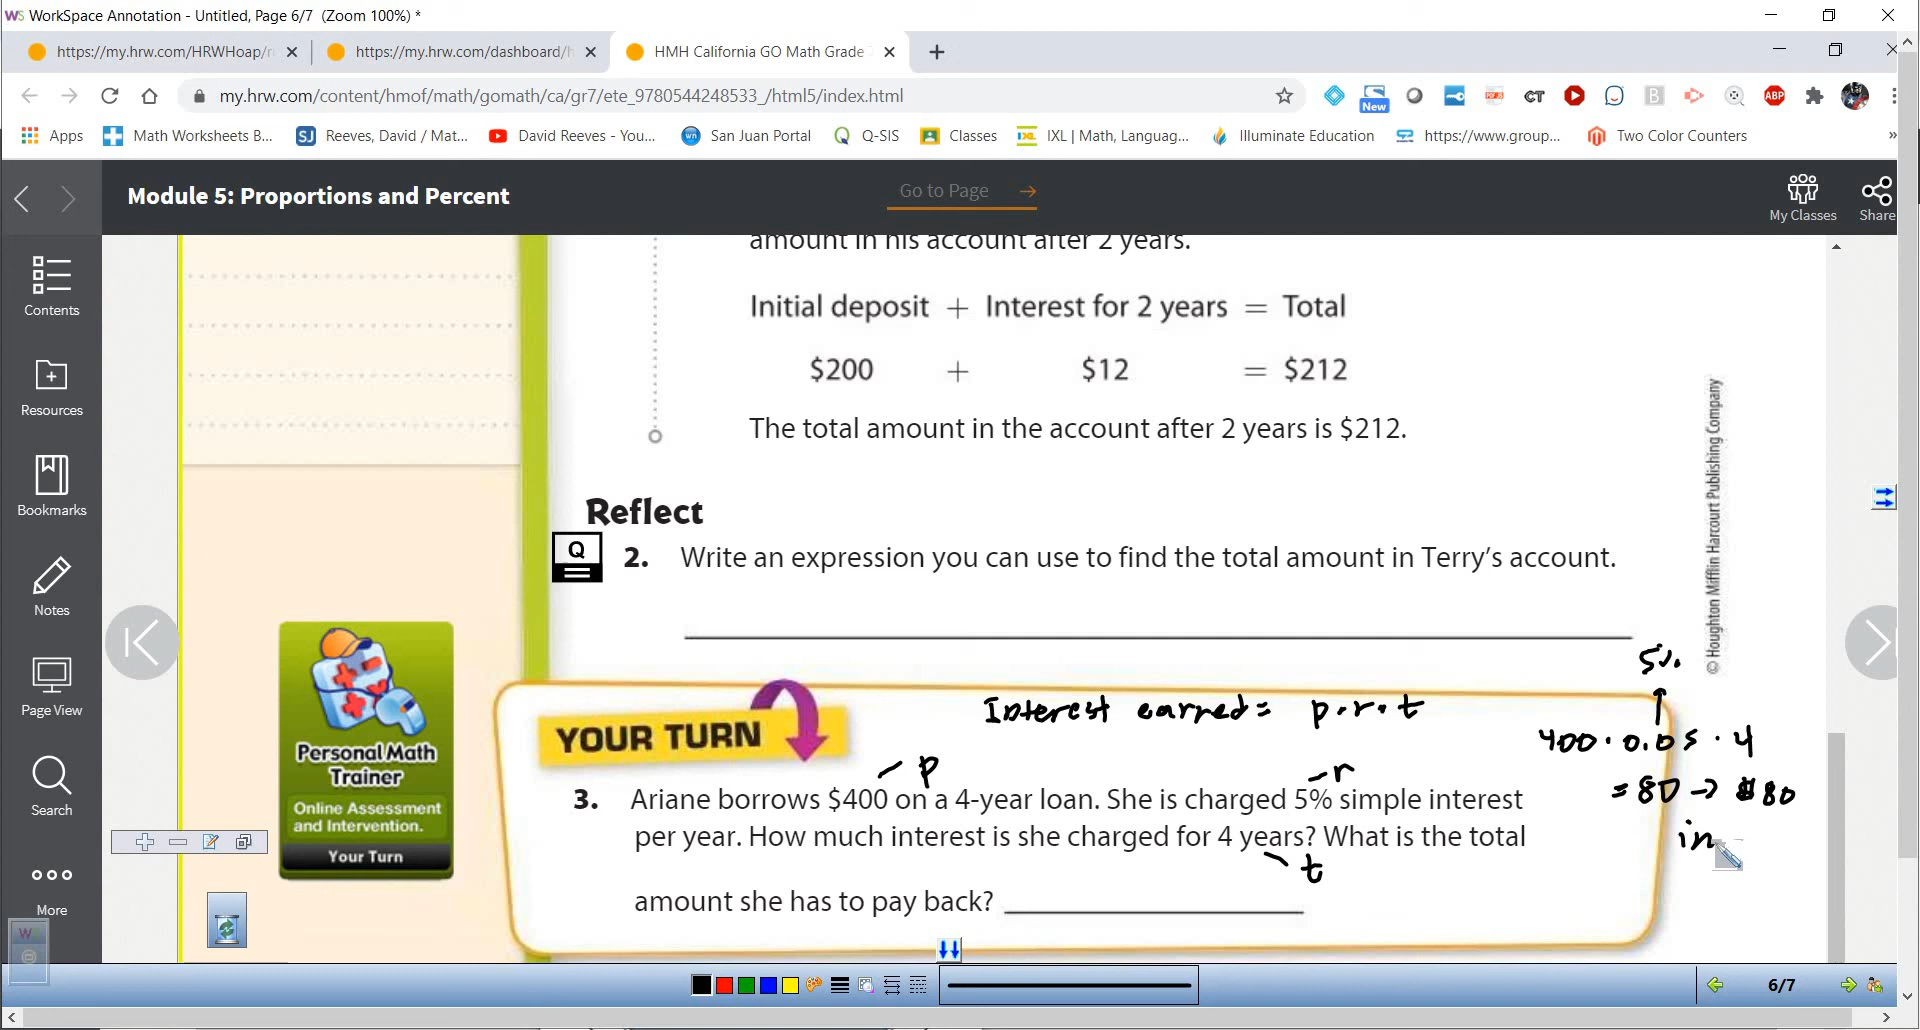 WS WorkSpace Annotation - Untitled, Page 6/7 (Zoom 100%) *
https://my.hrw.com/HRWHoap/r
https://my.hrw.com/dashboard/h
HMH California GO Math Grade
my.hrw.com/content/hmof/math/gomath/ca/gr7/ete_9780544248533_/html5/index.html
New
CT
B
ABP
Apps
Math Worksheets B...
SJ Reeves, David / Mat...
David Reeves - You...
wn San Juan Portal
Q-SIS
Classes
IXL IXL | Math, Languag...
Illuminate Education
https://www.group...
Two Color Counters
»
Module 5: Proportions and Percent
Go to Page
My Classes
Share
Contents
Resources
Bookmarks
Notes
Page View
Search
More
amount in his account after 2 years.
Initial deposit + Interest for 2 years = Total
$200 + $12 = $212
The total amount in the account after 2 years is $212.
© Houghton Mifflin Harcourt Publishing Company
Reflect
Q
2. Write an expression you can use to find the total amount in Terry’s account.
Personal Math
Trainer
Online Assessment
and Intervention.
Your Turn
5%
Interest earned = p·r·t
YOUR TURN
400 · 0.05 · 4
p
r
= 80 → $80
3. Ariane borrows $400 on a 4-year loan. She is charged 5% simple interest
per year. How much interest is she charged for 4 years? What is the total
in
t
amount she has to pay back?
WS
6/7